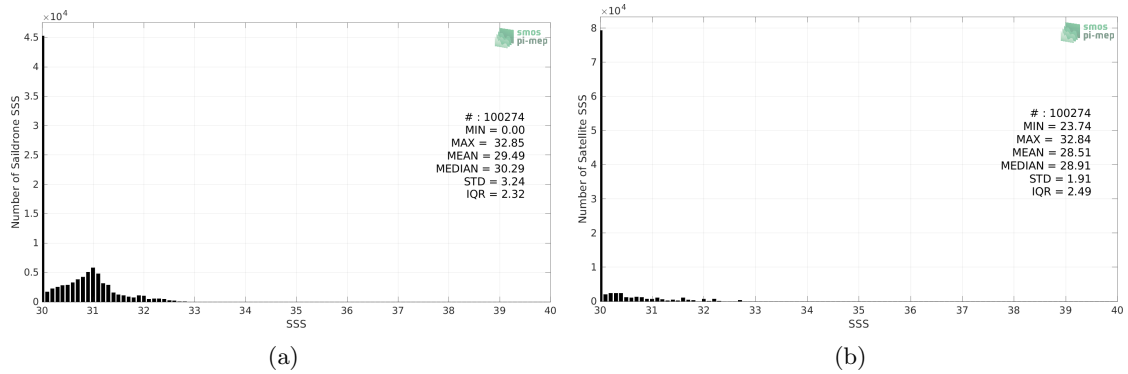 ×10⁴
smos
pi-mep
4.5
4
3.5
3
2.5
2
1.5
1
0.5
0
Number of Saildrone SSS
# : 100274
MIN = 0.00
MAX = 32.85
MEAN = 29.49
MEDIAN = 30.29
STD = 3.24
IQR = 2.32
30 31 32 33 34 35 36 37 38 39 40
SSS
(a)
×10⁴
smos
pi-mep
8
7
6
5
4
3
2
1
0
Number of Satellite SSS
# : 100274
MIN = 23.74
MAX = 32.84
MEAN = 28.51
MEDIAN = 28.91
STD = 1.91
IQR = 2.49
30 31 32 33 34 35 36 37 38 39 40
SSS
(b)